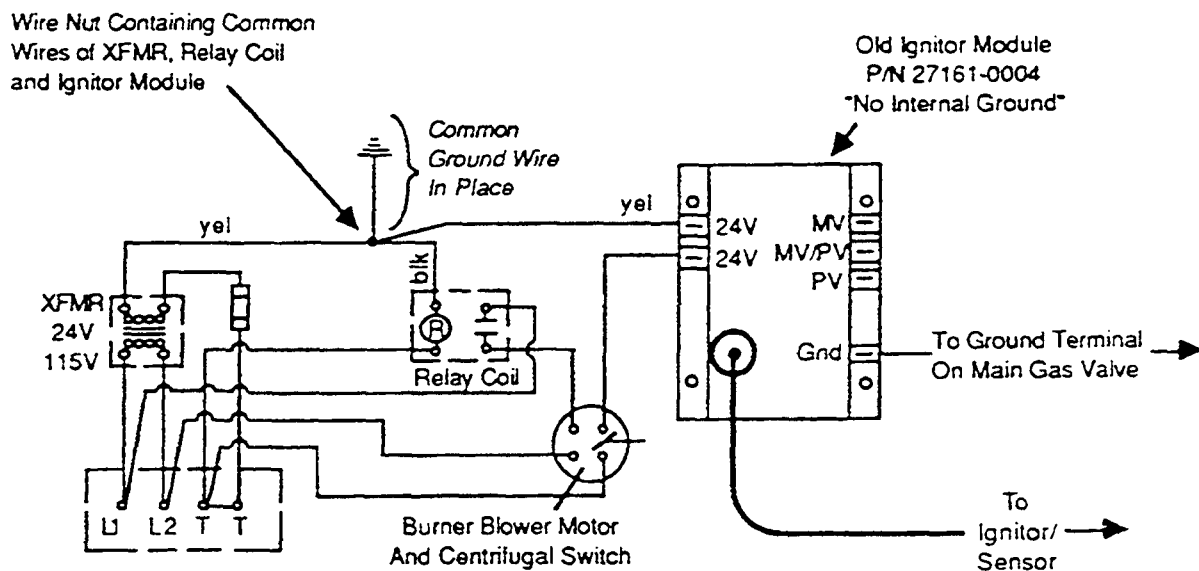 Wire Nut Containing Common
Wires of XFMR, Relay Coil
and Ignitor Module
Common
Ground Wire
In Place
Old Ignitor Module
P/N 27161-0004
"No Internal Ground"
yel
yel
blk
24V
24V
MV
MV/PV
PV
Gnd
XFMR
24V
115V
R
Relay Coil
To Ground Terminal
On Main Gas Valve
L1
L2
T
T
Burner Blower Motor
And Centrifugal Switch
To
Ignitor/
Sensor